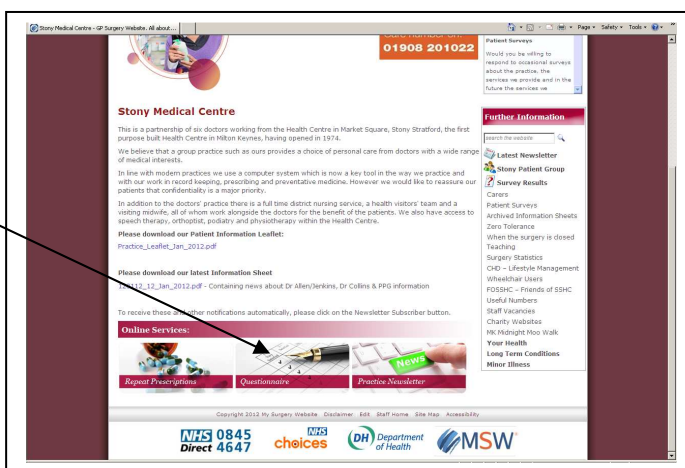 Stony Medical Centre - GP Surgery Website. All about...
Page Safety Tools
01908 201022
Patient Surveys
Would you be willing to
respond to occasional surveys
about the practice, the
services we provide and in the
future the services we
Stony Medical Centre
This is a partnership of six doctors working from the Health Centre in Market Square, Stony Stratford, the first
purpose built Health Centre in Milton Keynes, having opened in 1974.
We believe that a group practice such as ours provides a choice of personal care from doctors with a wide range
of medical interests.
In line with modern practices we use a computer system which is now a key tool in the way we practice and
with our work in record keeping, prescribing and preventative medicine. However we would like to reassure our
patients that confidentiality is a major priority.
In addition to the doctors' practice there is a full time district nursing service, a health visitors' team and a
visiting midwife, all of whom work alongside the doctors for the benefit of the patients. We also have access to
speech therapy, orthoptist, podiatry and physiotherapy within the Health Centre.
Please download our Patient Information Leaflet:
Practice_Leaflet_Jan_2012.pdf
Please download our latest Information Sheet
_12_Jan_2012.pdf - Containing news about Dr Allen/Jenkins, Dr Collins & PPG information
To receive these and other notifications automatically, please click on the Newsletter Subscriber button.
Online Services:
Repeat Prescriptions
Questionnaire
News
Practice Newsletter
Further Information
search the website
Latest Newsletter
Stony Patient Group
Survey Results
Carers
Patient Surveys
Archived Information Sheets
Zero Tolerance
When the surgery is closed
Teaching
Surgery Statistics
CHD - Lifestyle Management
Wheelchair Users
FOSSHC - Friends of SSHC
Useful Numbers
Staff Vacancies
Charity Websites
MK Midnight Moo Walk
Your Health
Long Term Conditions
Minor Illness
Copyright 2012 My Surgery Website Disclaimer Edit Staff Home Site Map Accessibility
NHS 0845
Direct 4647
NHS
choices
DH Department
of Health
MSW